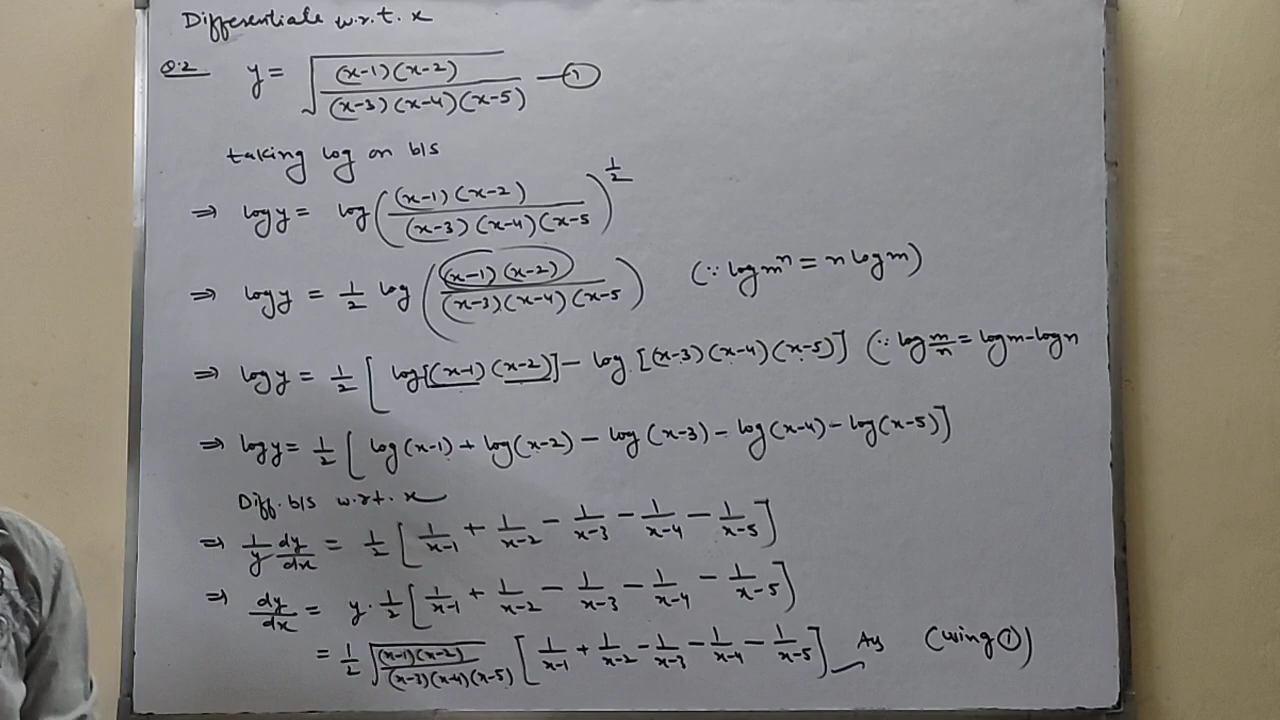 Differentiate w.r.t. x
Q.2 y = √((x-1)(x-2)/(x-3)(x-4)(x-5)) — ①
taking log on b/s
⇒ log y = log((x-1)(x-2)/(x-3)(x-4)(x-5)^1/2
⇒ log y = 1/2 log((x-1)(x-2)/(x-3)(x-4)(x-5) (∵ log mⁿ = n log m)
⇒ log y = 1/2 [ log[(x-1)(x-2)] - log [(x-3)(x-4)(x-5)] (∵ log m/n = log m - log n
⇒ log y = 1/2 [ log(x-1) + log(x-2) - log(x-3) - log(x-4) - log(x-5)]
Diff. b/s w.r.t. x
⇒ 1/y dy/dx = 1/2 [ 1/x-1 + 1/x-2 - 1/x-3 - 1/x-4 - 1/x-5 ]
⇒ dy/dx = y · 1/2 [ 1/x-1 + 1/x-2 - 1/x-3 - 1/x-4 - 1/x-5 ]
= 1/2 √((x-1)(x-2)/(x-3)(x-4)(x-5)) [ 1/x-1 + 1/x-2 - 1/x-3 - 1/x-4 - 1/x-5 ] Ans (using ①)